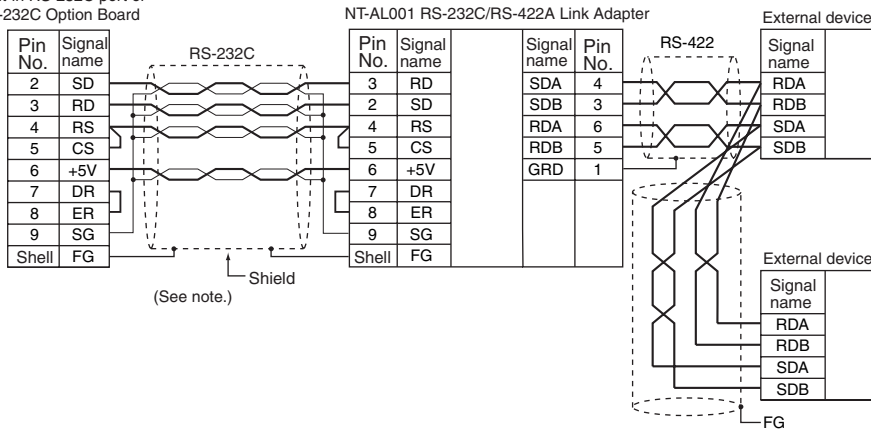 -232C Option Board
NT-AL001 RS-232C/RS-422A Link Adapter
External device
Pin No. Signal name
2 SD
3 RD
4 RS
5 CS
6 +5V
7 DR
8 ER
9 SG
Shell FG
RS-232C
Shield
(See note.)
Pin No. Signal name
3 RD
2 SD
4 RS
5 CS
6 +5V
7 DR
8 ER
9 SG
Shell FG
Signal name Pin No.
SDA 4
SDB 3
RDA 6
RDB 5
GRD 1
RS-422
Signal name
RDA
RDB
SDA
SDB
External device
Signal name
RDA
RDB
SDA
SDB
FG